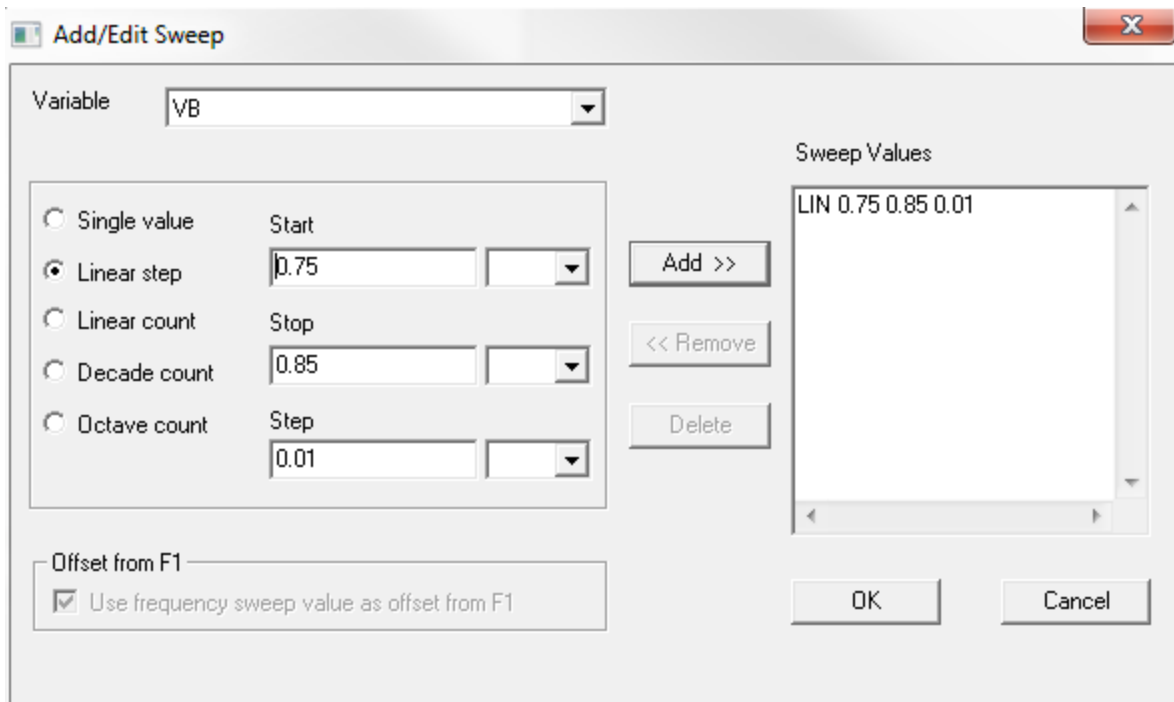 Add/Edit Sweep
Variable
VB
Single value
Linear step
Linear count
Decade count
Octave count
Start
0.75
Stop
0.85
Step
0.01
Add >>
<< Remove
Delete
Sweep Values
LIN 0.75 0.85 0.01
Offset from F1
Use frequency sweep value as offset from F1
OK
Cancel